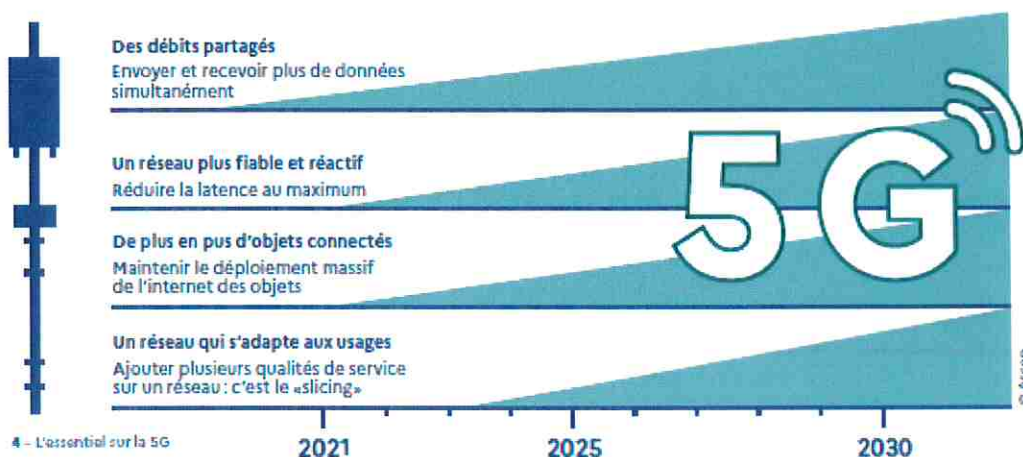 Des débits partagés
Envoyer et recevoir plus de données
simultanément
Un réseau plus fiable et réactif
Réduire la latence au maximum
De plus en pus d'objets connectés
Maintenir le déploiement massif
de l'internet des objets
Un réseau qui s'adapte aux usages
Ajouter plusieurs qualités de service
sur un réseau : c'est le «slicing»
5G
4 - L'essentiel sur la 5G
2021
2025
2030